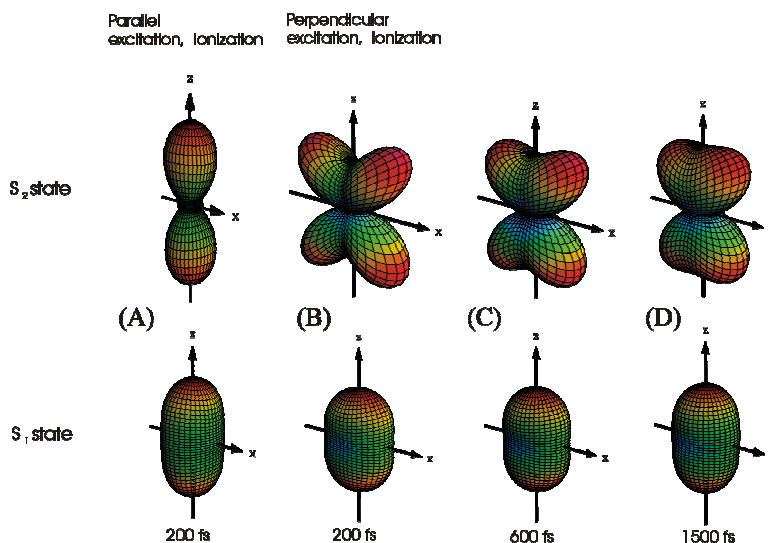 Parallel
excitation, ionization
Perpendicular
excitation, ionization
z
z
z
z
S2 state
x
x
x
(A)
(B)
(C)
(D)
z
z
z
z
S1 state
x
x
x
200 fs
200 fs
600 fs
1500 fs